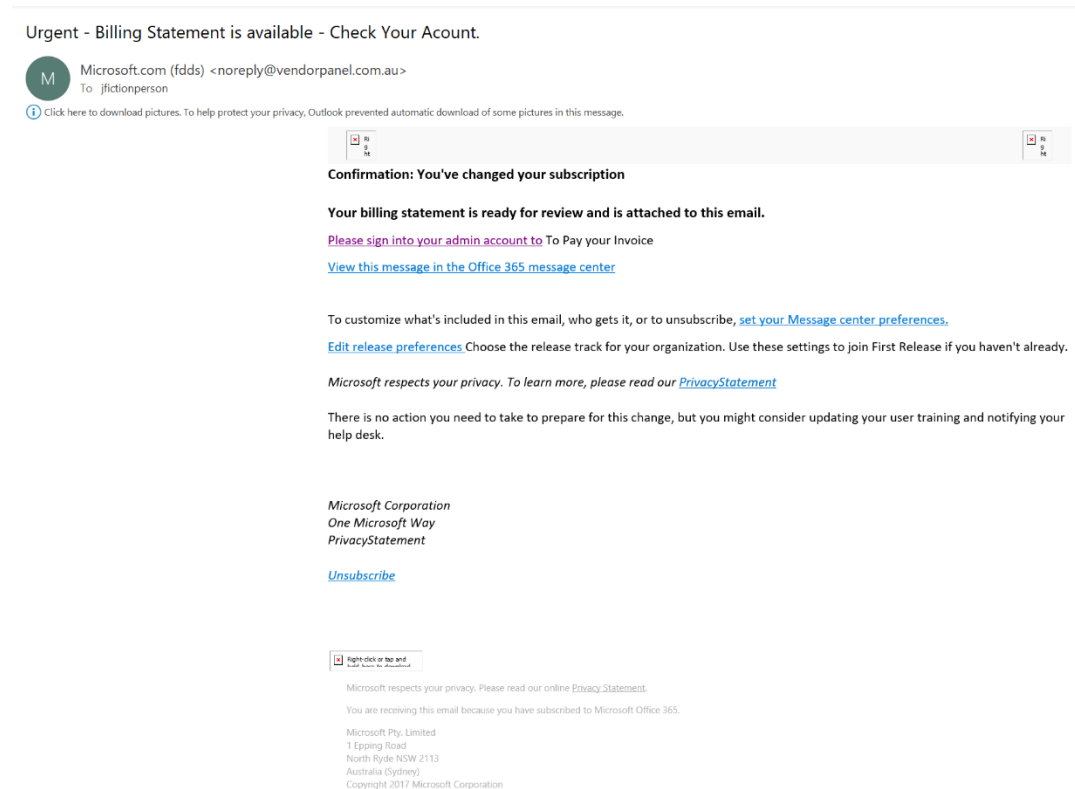 Urgent - Billing Statement is available - Check Your Acount.
M
Microsoft.com (fdds) <noreply@vendorpanel.com.au>
To jfictionperson
Click here to download pictures. To help protect your privacy, Outlook prevented automatic download of some pictures in this message.
Ri
g
ht
Ri
g
ht
Confirmation: You've changed your subscription
Your billing statement is ready for review and is attached to this email.
Please sign into your admin account to To Pay your Invoice
View this message in the Office 365 message center
To customize what's included in this email, who gets it, or to unsubscribe, set your Message center preferences.
Edit release preferences Choose the release track for your organization. Use these settings to join First Release if you haven't already.
Microsoft respects your privacy. To learn more, please read our PrivacyStatement
There is no action you need to take to prepare for this change, but you might consider updating your user training and notifying your
help desk.
Microsoft Corporation
One Microsoft Way
PrivacyStatement
Unsubscribe
Right-click or tap and
hold here to download
Microsoft respects your privacy. Please read our online Privacy Statement.
You are receiving this email because you have subscribed to Microsoft Office 365.
Microsoft Pty. Limited
1 Epping Road
North Ryde NSW 2113
Australia (Sydney)
Copyright 2017 Microsoft Corporation